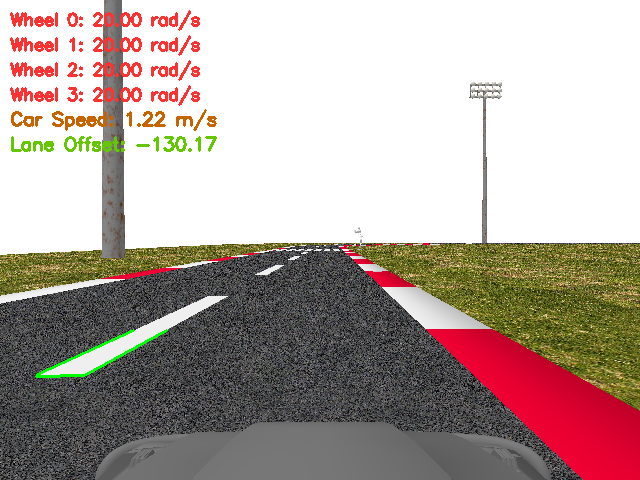 Wheel 0: 20.00 rad/s
Wheel 1: 20.00 rad/s
Wheel 2: 20.00 rad/s
Wheel 3: 20.00 rad/s
Car Speed: 1.22 m/s
Lane Offset: -130.17